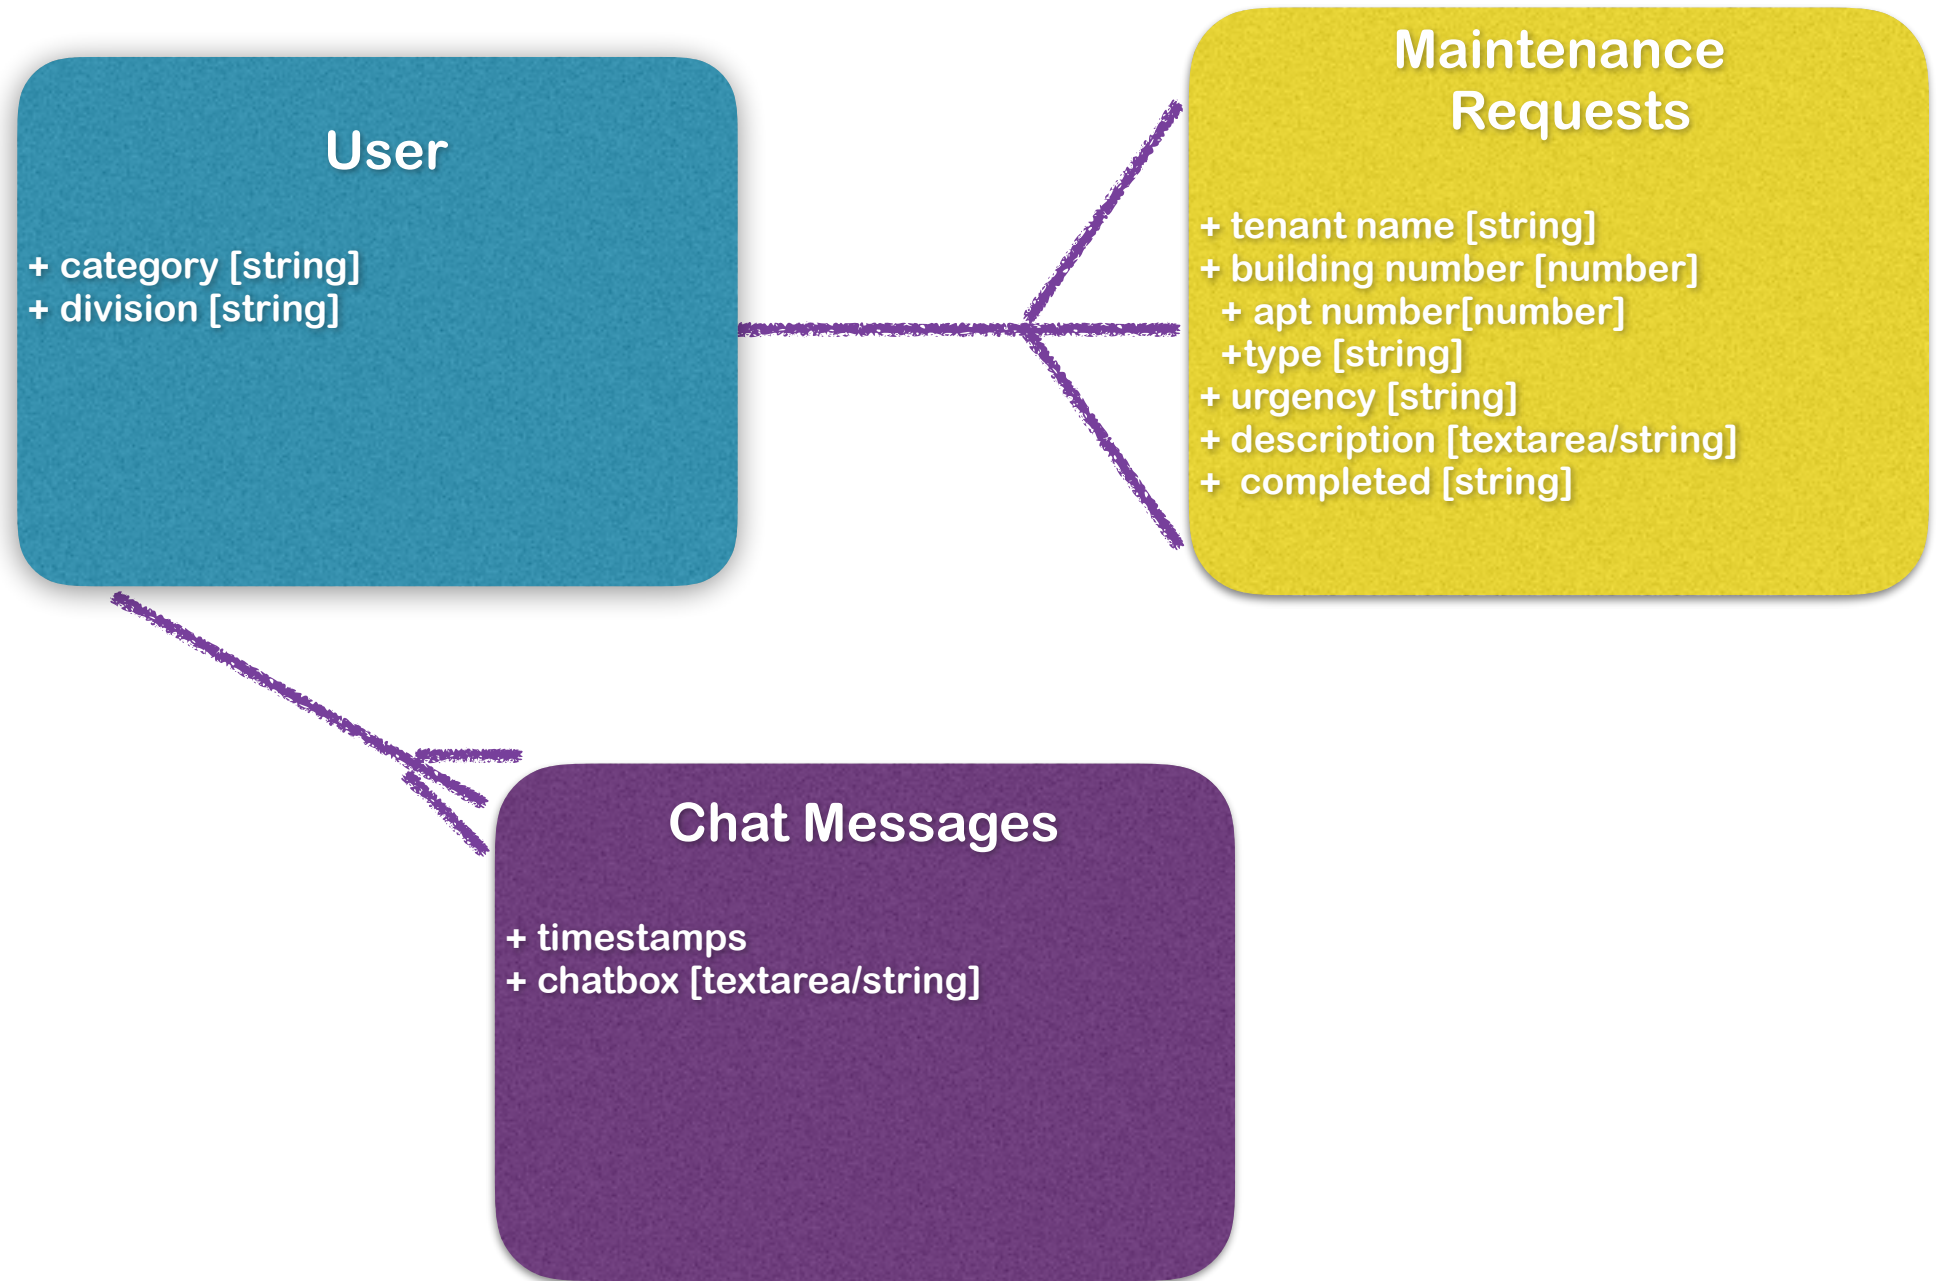 User
+ category [string]
+ division [string]
Maintenance
Requests
+ tenant name [string]
+ building number [number]
+ apt number[number]
+type [string]
+ urgency [string]
+ description [textarea/string]
+  completed [string]
Chat Messages
+ timestamps
+ chatbox [textarea/string]